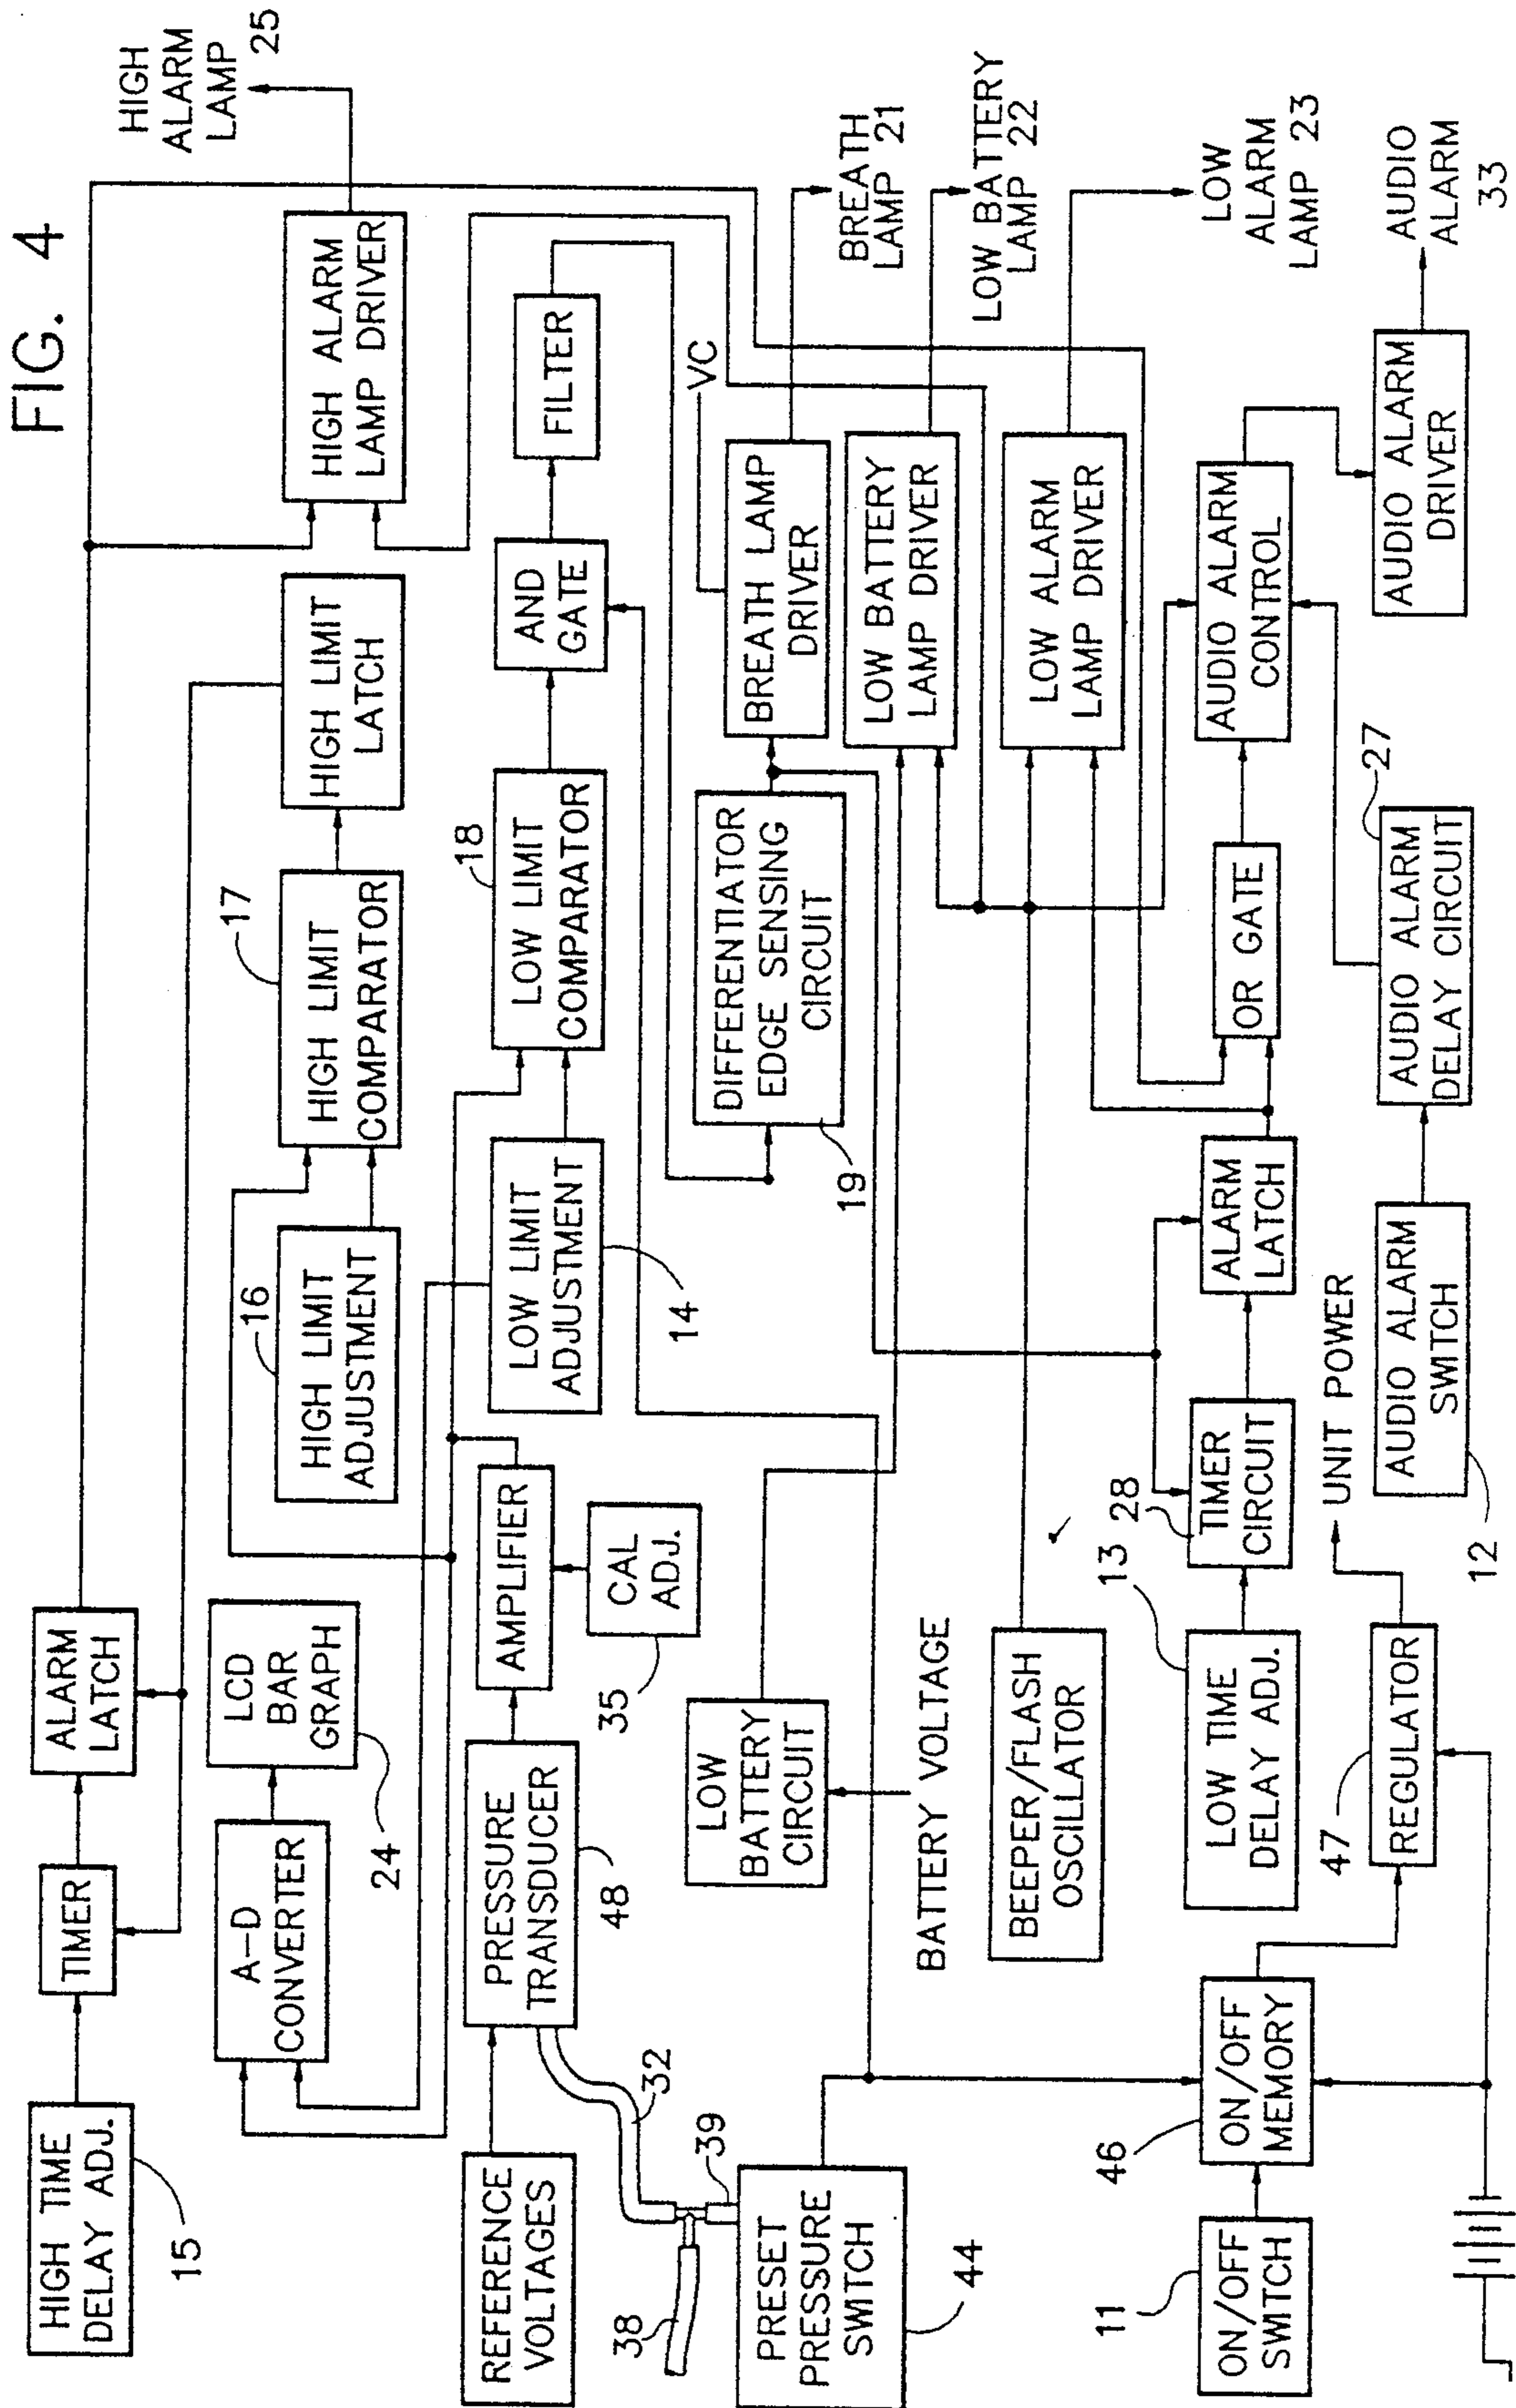 FIG. 4
HIGH TIME
DELAY ADJ.
15
TIMER
ALARM
LATCH
HIGH
ALARM
LAMP
25
A-D
CONVERTER
LCD
BAR
GRAPH
24
16
HIGH LIMIT
ADJUSTMENT
17
HIGH LIMIT
COMPARATOR
HIGH LIMIT
LATCH
HIGH ALARM
LAMP DRIVER
REFERENCE
VOLTAGES
PRESSURE
TRANSDUCER
48
AMPLIFIER
CAL
ADJ.
35
LOW LIMIT
ADJUSTMENT
14
18
LOW LIMIT
COMPARATOR
AND
GATE
FILTER
32
38
39
PRESET
PRESSURE
SWITCH
44
LOW
BATTERY
CIRCUIT
BATTERY VOLTAGE
DIFFERENTIATOR
EDGE SENSING
CIRCUIT
19
VC
BREATH LAMP
DRIVER
BREATH
LAMP 21
LOW BATTERY
LAMP DRIVER
LOW BATTERY
LAMP 22
BEEPER/FLASH
OSCILLATOR
LOW ALARM
LAMP DRIVER
LOW
ALARM
LAMP 23
11
ON/OFF
SWITCH
46
ON/OFF
MEMORY
13
LOW TIME
DELAY ADJ.
28
TIMER
CIRCUIT
ALARM
LATCH
OR GATE
AUDIO ALARM
CONTROL
47
REGULATOR
UNIT POWER
AUDIO ALARM
SWITCH
12
27
AUDIO ALARM
DELAY CIRCUIT
AUDIO ALARM
DRIVER
AUDIO
ALARM
33